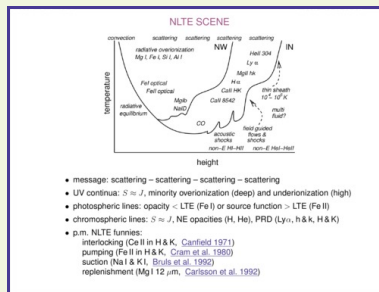 NLTE SCENE
convection scattering scattering scattering scattering
radiative overionization
Mg I, Fe I, Si I, Al I
NW
IN
HeII 304
Ly α
MgII hk
Hα
CaII HK
CaII 8542
FeI optical
FeII optical
MgIb
NaID
radiative
equilibrium
CO
thin sheath
multi
fluid?
acoustic
shocks
field guided
flows &
shocks
non-E HI-HII non-E HeI-HeII
temperature
height
• message: scattering – scattering – scattering – scattering
• UV continua: S ≈ J, minority overionization (deep) and underionization (high)
• photospheric lines: opacity < LTE (Fe I) or source function > LTE (Fe II)
• chromospheric lines: S ≈ J, NE opacities (H, He), PRD (Lyα, h & k, H & K)
• p.m. NLTE funnies:
interlocking (Ce II in H & K, Canfield 1971)
pumping (Fe II in H & K, Cram et al. 1980)
suction (Na I & K I, Bruls et al. 1992)
replenishment (Mg I 12 μm, Carlsson et al. 1992)